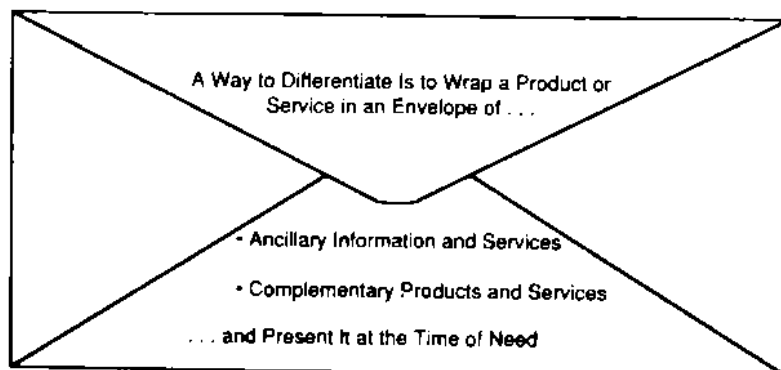 A Way to Differentiate Is to Wrap a Product or
Service in an Envelope of . . .
• Ancillary Information and Services
• Complementary Products and Services
. . . and Present It at the Time of Need